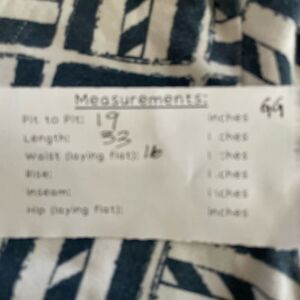 Measurements:
GG
Pit to Pit: 19 inches
Length: 33 inches
Waist (laying flat): 16 inches
Rise: inches
Inseam: inches
Hip (laying flat): inches